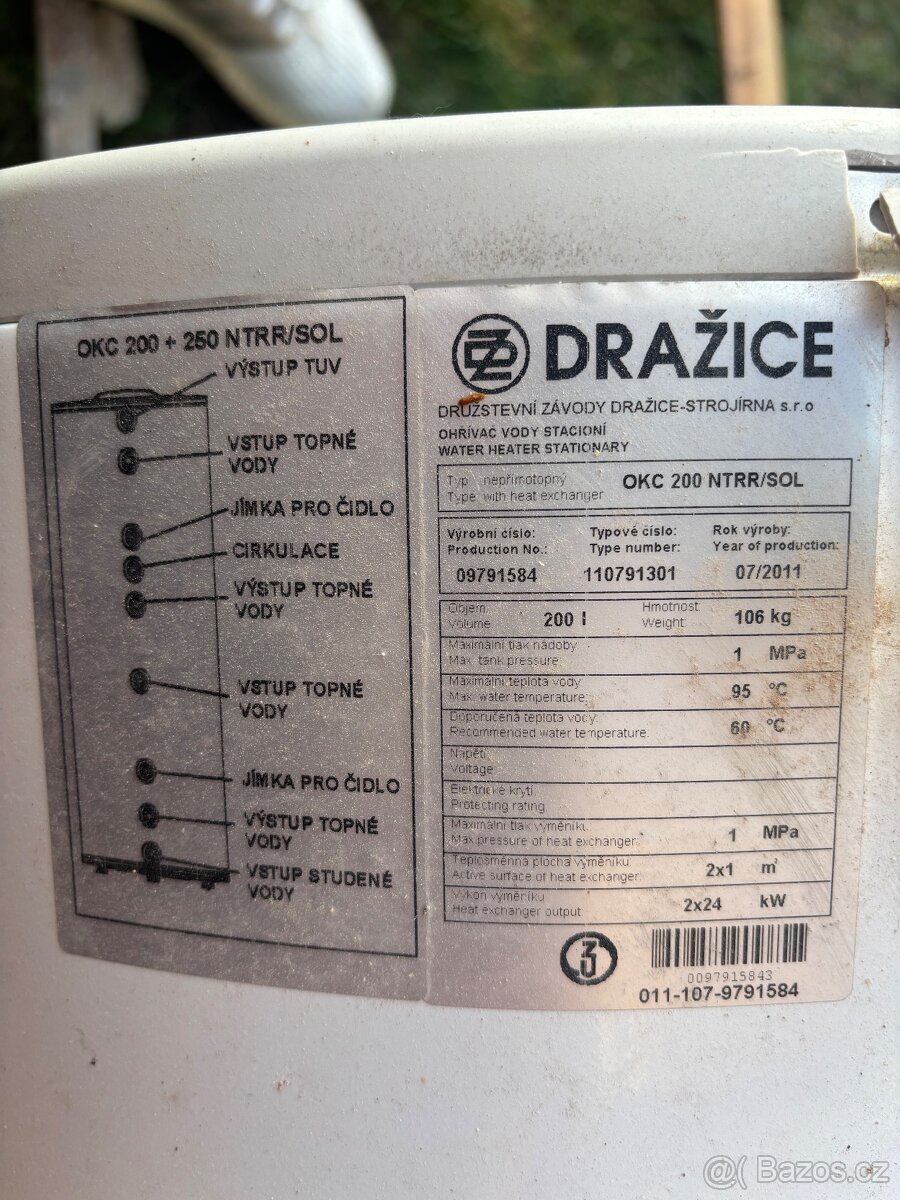 OKC 200 + 250 NTRR/SOL
VÝSTUP TUV
VSTUP TOPNÉ
VODY
JÍMKA PRO ČIDLO
CIRKULACE
VÝSTUP TOPNÉ
VODY
VSTUP TOPNÉ
VODY
JÍMKA PRO ČIDLO
VÝSTUP TOPNÉ
VODY
VSTUP STUDENÉ
VODY
DRAŽICE
DRUŽSTEVNÍ ZÁVODY DRAŽICE-STROJÍRNA s.r.o
OHŘÍVAČ VODY STACIONÍ
WATER HEATER STATIONARY
Typ nepřímotopný
Type with heat exchanger OKC 200 NTRR/SOL
Výrobní číslo: Typové číslo: Rok výroby:
Production No.: Type number: Year of production:
09791584 110791301 07/2011
Objem Hmotnost
Volume 200 l Weight: 106 kg
Maximální tlak nádoby
Max. tank pressure: 1 MPa
Maximální teplota vody
Max. water temperature: 95 °C
Doporučená teplota vody:
Recommended water temperature: 60 °C
Napětí
Voltage
Elektrické krytí
Protecting rating
Maximální tlak výměníku
Max pressure of heat exchanger: 1 MPa
Teplosměnná plocha výměníku:
Active surface of heat exchanger: 2x1 m²
Výkon výměníku
Heat exchanger output: 2x24 kW
3
0097915843
011-107-9791584
@( Bazos.cz